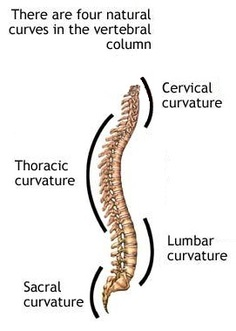 There are four natural
curves in the vertebral
column
Cervical
curvature
Thoracic
curvature
Lumbar
curvature
Sacral
curvature